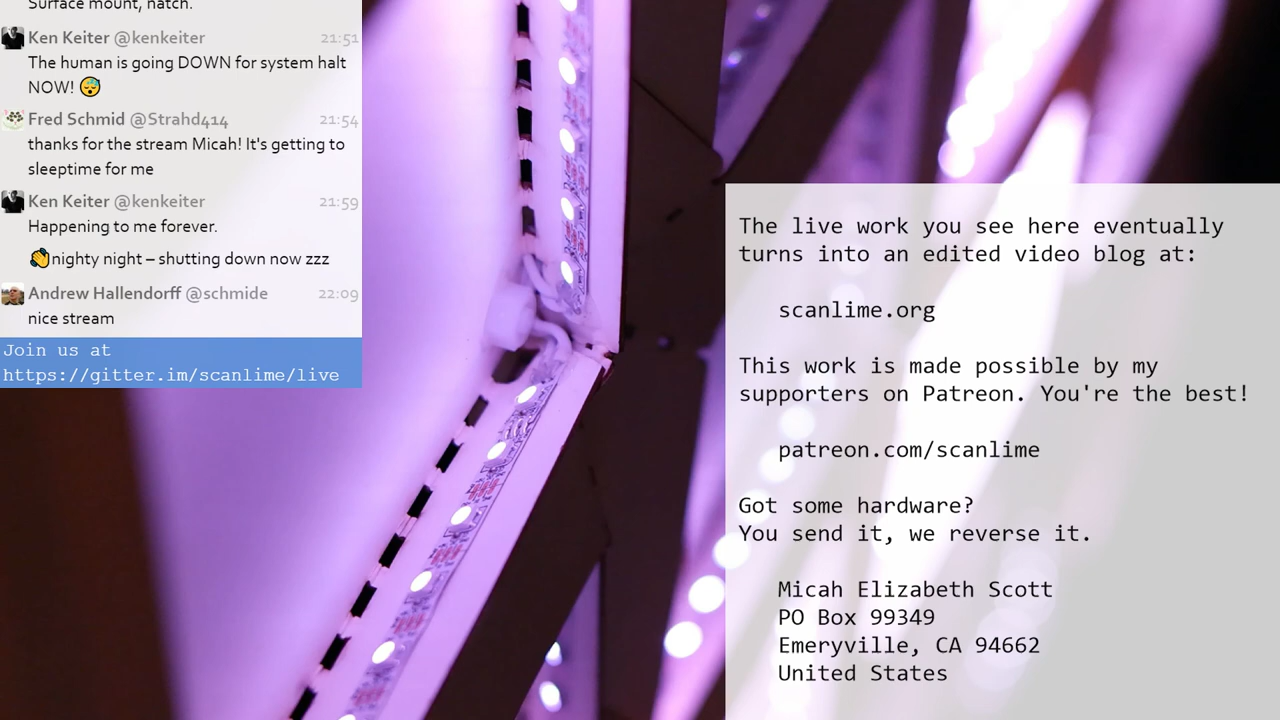 Surface mount, natch.
Ken Keiter @kenkeiter 21:51
The human is going DOWN for system halt
NOW! 😴
Fred Schmid @Strahd414 21:54
thanks for the stream Micah! It's getting to
sleeptime for me
Ken Keiter @kenkeiter 21:59
Happening to me forever.
👏nighty night – shutting down now zzz
Andrew Hallendorff @schmide 22:09
nice stream
Join us at
https://gitter.im/scanlime/live
The live work you see here eventually
turns into an edited video blog at:
scanlime.org
This work is made possible by my
supporters on Patreon. You're the best!
patreon.com/scanlime
Got some hardware?
You send it, we reverse it.
Micah Elizabeth Scott
PO Box 99349
Emeryville, CA 94662
United States